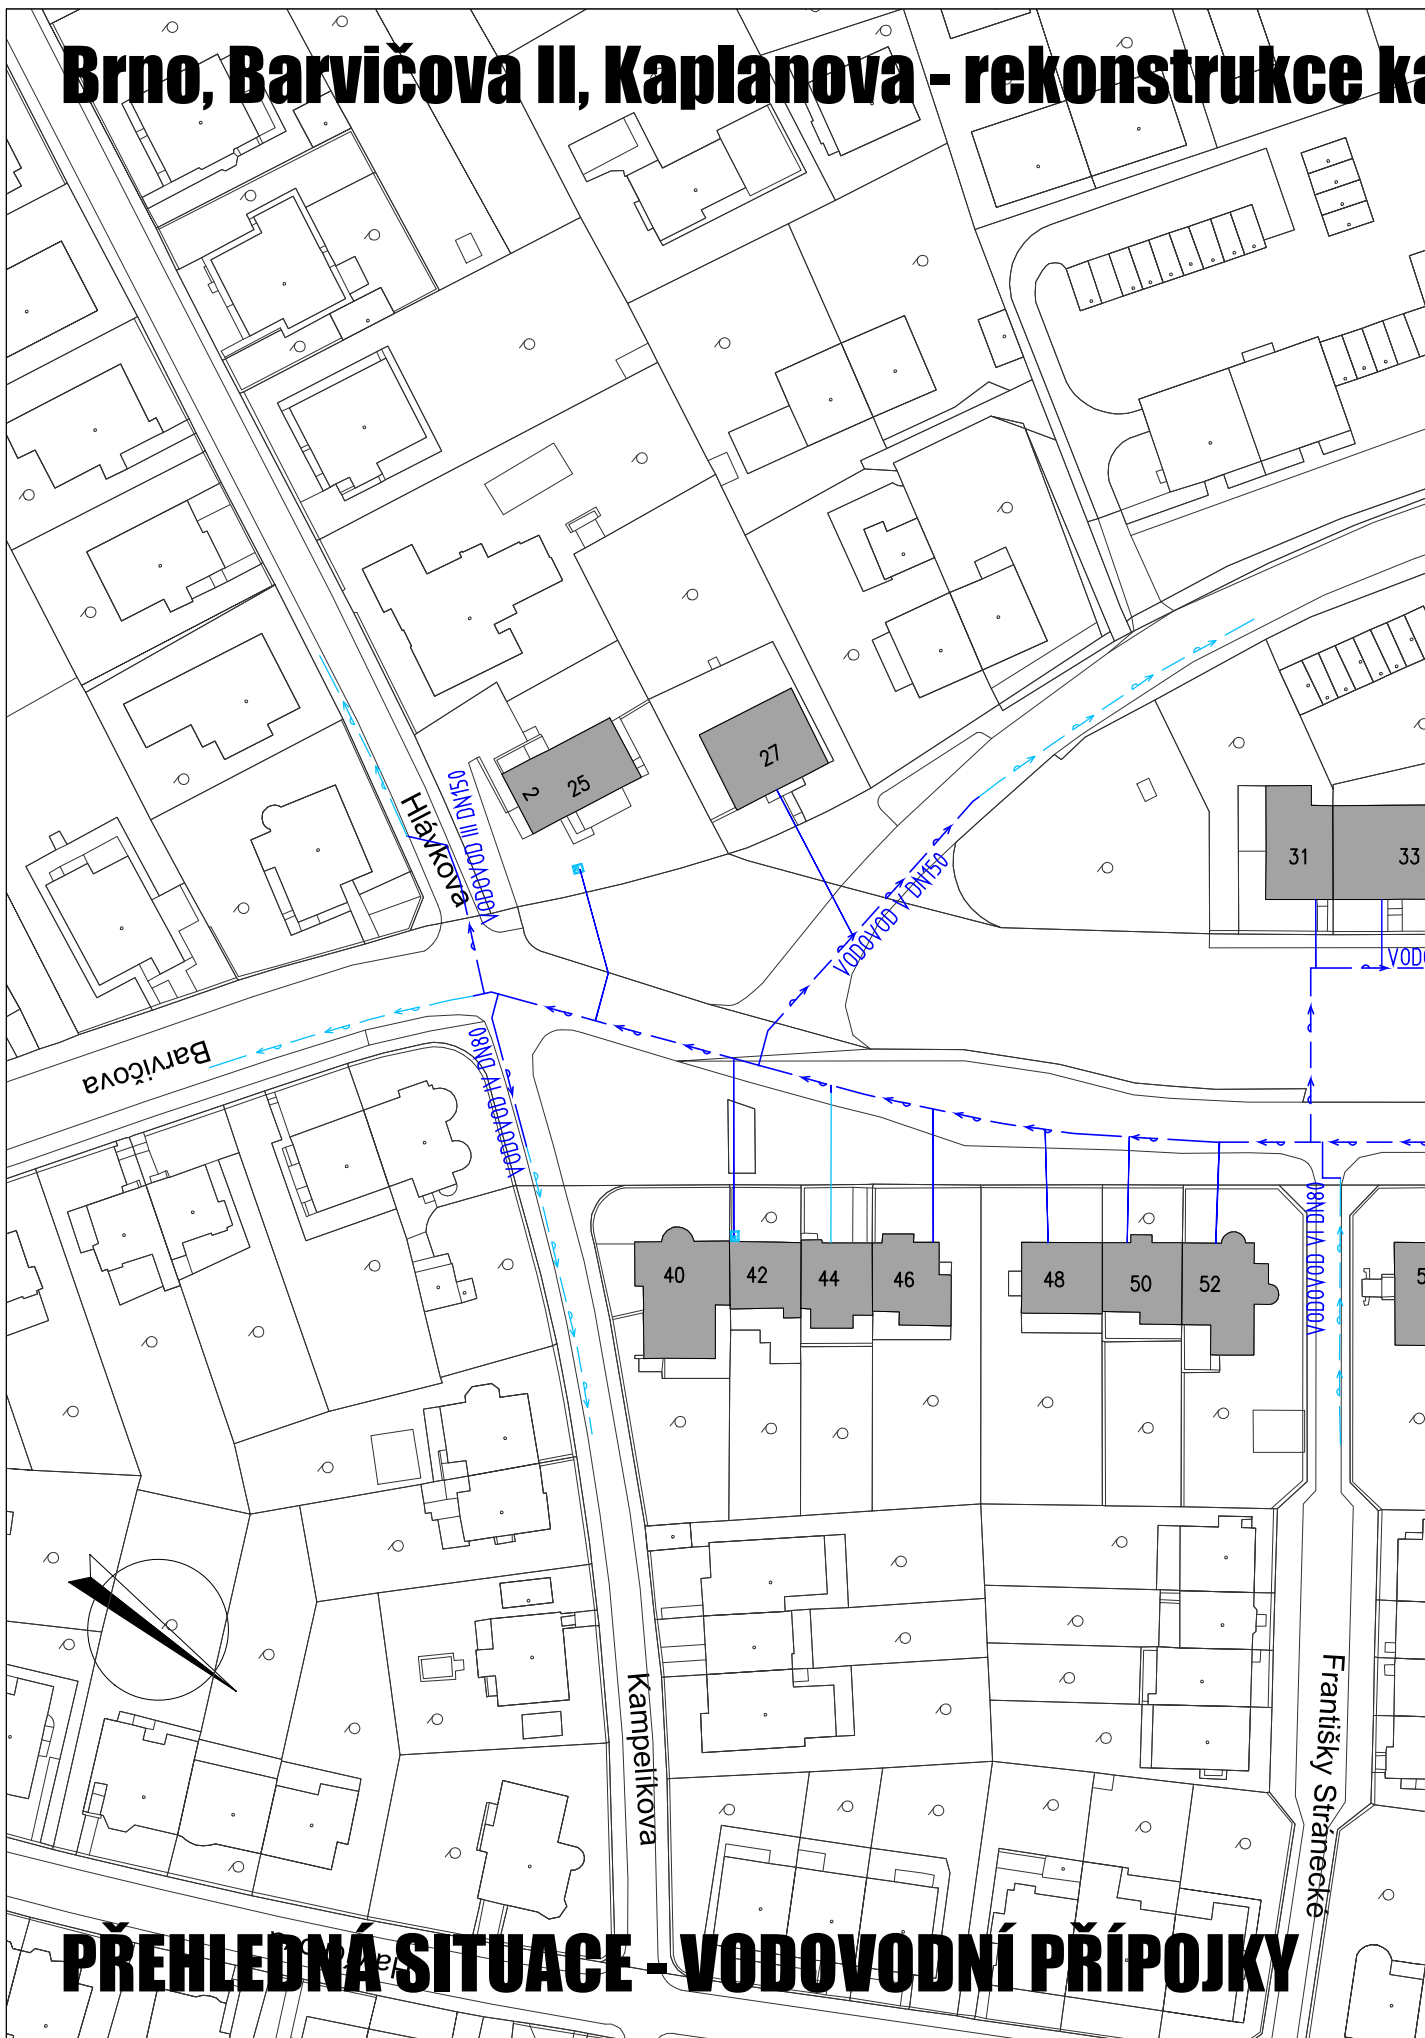 Brno, Barvičova II, Kaplanova - rekonstrukce ka
Hlávkova
VODOVOD III DN150
2
25
27
VODOVOD V DN150
31
33
VODO
Barvičova
VODOVOD IV DN80
VODOVOD VI DN80
40
42
44
46
48
50
52
5
Kampelíkova
Františky Stránecké
PŘEHLEDNÁ SITUACE - VODOVODNÍ PŘÍPOJKY